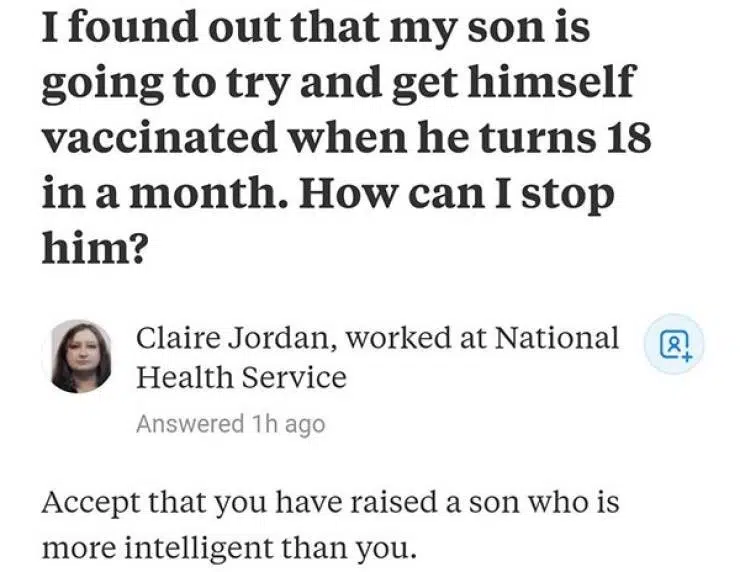 I found out that my son is
going to try and get himself
vaccinated when he turns 18
in a month. How can I stop
him?
Claire Jordan, worked at National
Health Service
Answered 1h ago
Accept that you have raised a son who is
more intelligent than you.